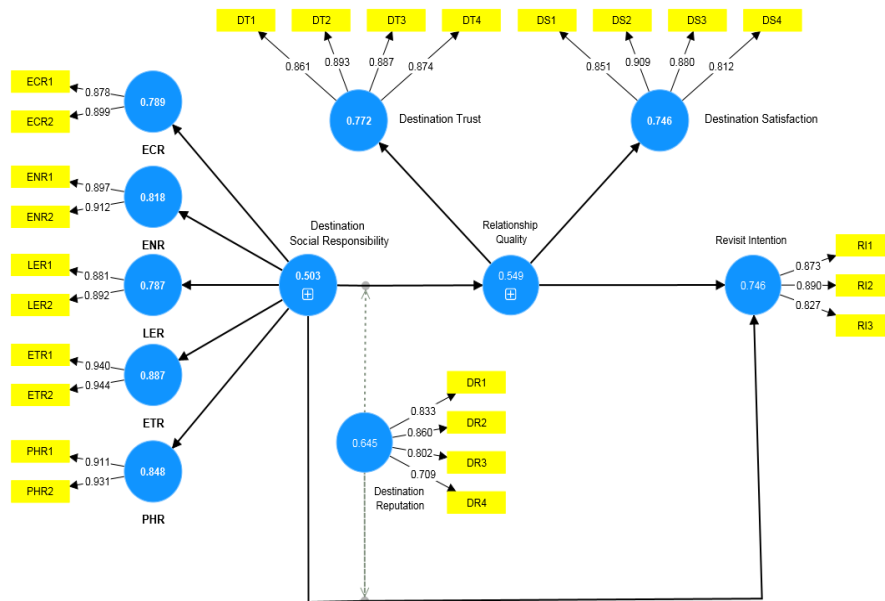 DT1
DT2
DT3
DT4
DS1
DS2
DS3
DS4
0.861
0.893
0.887
0.874
0.851
0.909
0.880
0.812
0.772
Destination Trust
0.746
Destination Satisfaction
ECR1
0.878
ECR2
0.899
0.789
ECR
ENR1
0.897
ENR2
0.912
0.818
ENR
LER1
0.881
LER2
0.892
0.787
LER
ETR1
0.940
ETR2
0.944
0.887
ETR
PHR1
0.911
PHR2
0.931
0.848
PHR
Destination
Social Responsibility
0.503
Relationship
Quality
0.549
Revisit Intention
0.746
RI1
0.873
RI2
0.890
RI3
0.827
DR1
0.833
DR2
0.860
DR3
0.802
DR4
0.709
0.645
Destination
Reputation